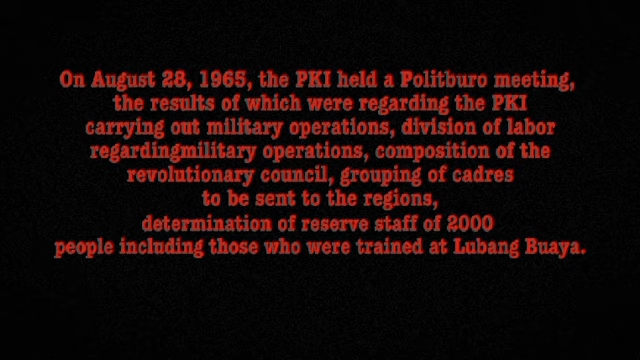 On August 28, 1965, the PKI held a Politburo meeting,
the results of which were regarding the PKI
carrying out military operations, division of labor
regardingmilitary operations, composition of the
revolutionary council, grouping of cadres
to be sent to the regions,
determination of reserve staff of 2000
people including those who were trained at Lubang Buaya.